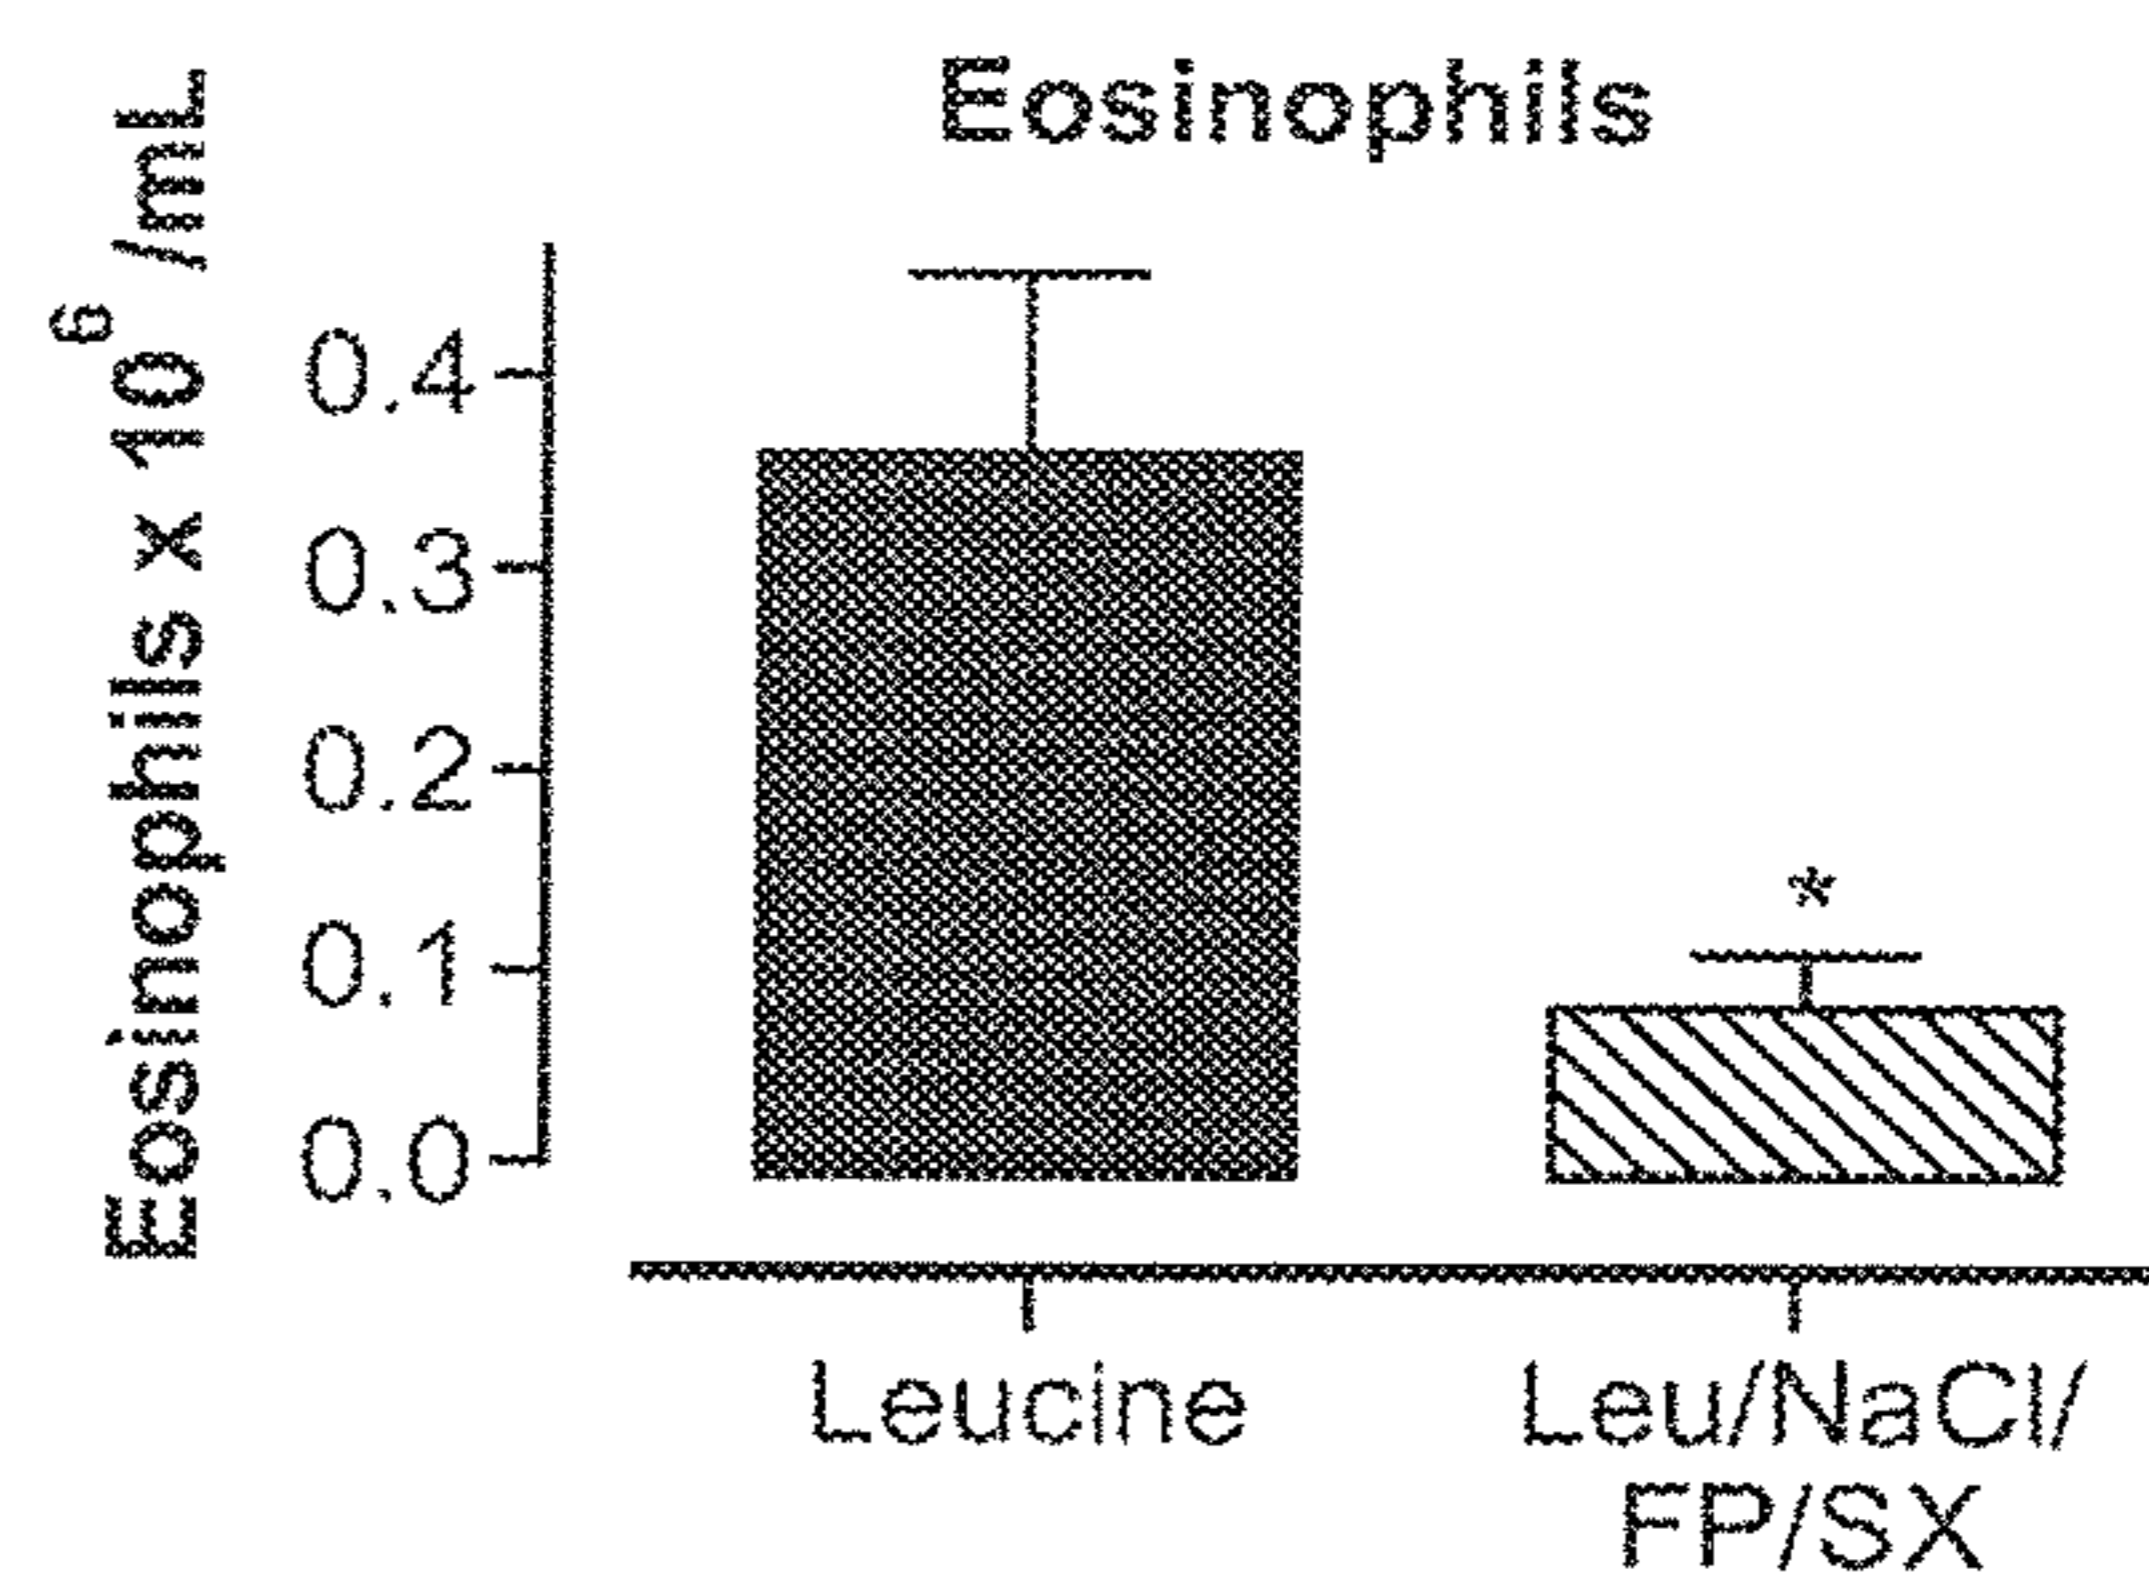 Eosinophils
Eosinophils x 10⁶ /mL
0.4
0.3
0.2
0.1
0.0
*
Leucine
Leu/NaCl/
FP/SX